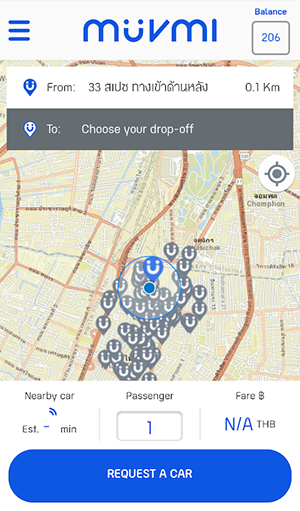 Balance
müvmi
206
From: 33 สเปซ ทางเข้าด้านหลัง 0.1 Km
To: Choose your drop-off
จอมพล
Chomphon
จตุจักร
Nearby car Passenger Fare ฿
Est. - min 1 N/A THB
REQUEST A CAR